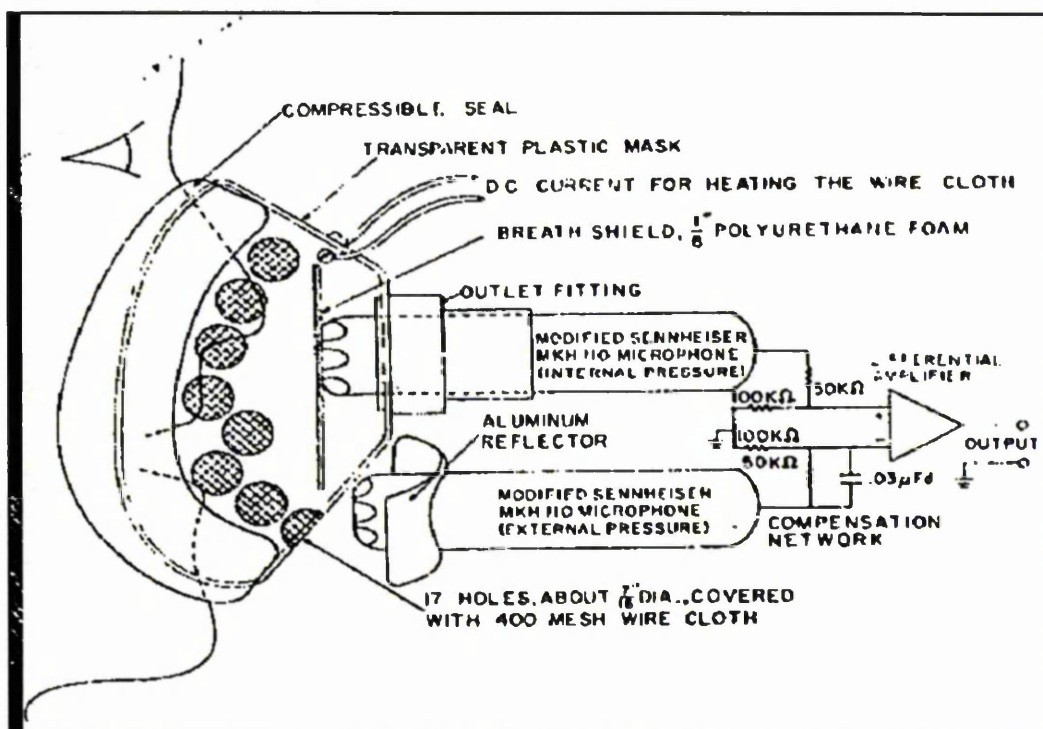 COMPRESSIBLE SEAL
TRANSPARENT PLASTIC MASK
DC CURRENT FOR HEATING THE WIRE CLOTH
BREATH SHIELD, 1/8" POLYURETHANE FOAM
OUTLET FITTING
MODIFIED SENNHEISER
MKH 110 MICROPHONE
(INTERNAL PRESSURE)
50KΩ
100KΩ
AMPLIFIER
+
−
100KΩ
50KΩ
OUTPUT
.03µFd
ALUMINUM
REFLECTOR
MODIFIED SENNHEISER
MKH 110 MICROPHONE
(EXTERNAL PRESSURE)
COMPENSATION
NETWORK
17 HOLES, ABOUT 7/16" DIA., COVERED
WITH 400 MESH WIRE CLOTH